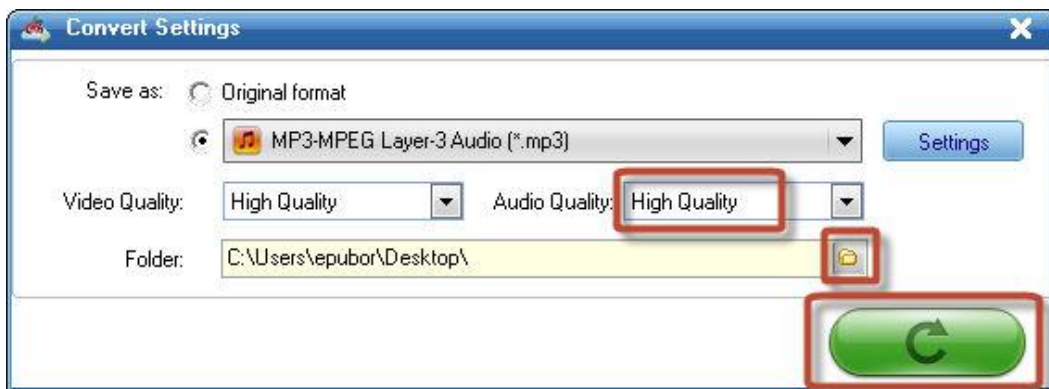 Convert Settings
Save as: Original format
MP3-MPEG Layer-3 Audio (*.mp3) Settings
Video Quality: High Quality Audio Quality: High Quality
Folder: C:\Users\epubor\Desktop\